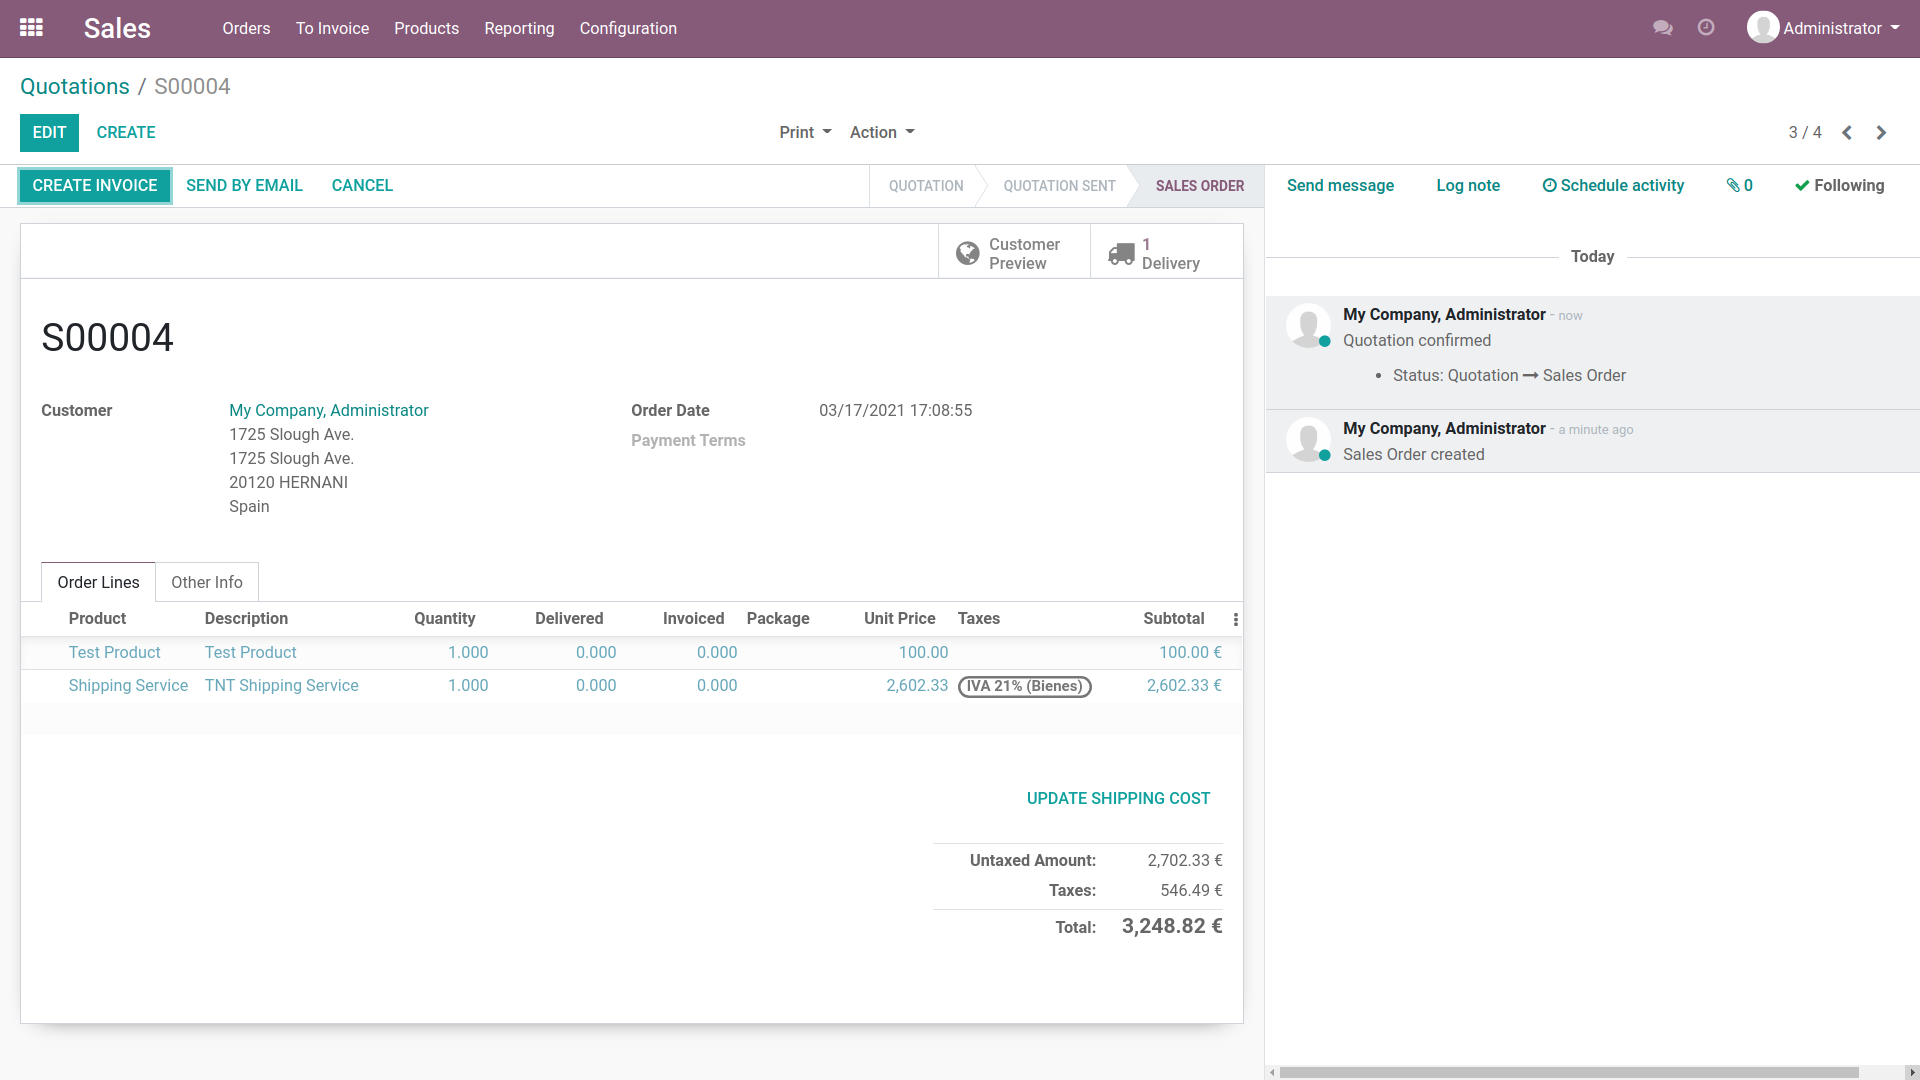 Sales Orders To Invoice Products Reporting Configuration Administrator
Quotations / S00004
EDIT CREATE Print Action 3 / 4
CREATE INVOICE SEND BY EMAIL CANCEL QUOTATION QUOTATION SENT SALES ORDER
Send message Log note Schedule activity 0 Following
Customer Preview
1 Delivery
S00004
Customer My Company, Administrator
1725 Slough Ave.
1725 Slough Ave.
20120 HERNANI
Spain
Order Date 03/17/2021 17:08:55
Payment Terms
Order Lines Other Info
Product Description Quantity Delivered Invoiced Package Unit Price Taxes Subtotal
Test Product Test Product 1.000 0.000 0.000 100.00 100.00 €
Shipping Service TNT Shipping Service 1.000 0.000 0.000 2,602.33 IVA 21% (Bienes) 2,602.33 €
UPDATE SHIPPING COST
Untaxed Amount: 2,702.33 €
Taxes: 546.49 €
Total: 3,248.82 €
Today
My Company, Administrator - now
Quotation confirmed
• Status: Quotation → Sales Order
My Company, Administrator - a minute ago
Sales Order created